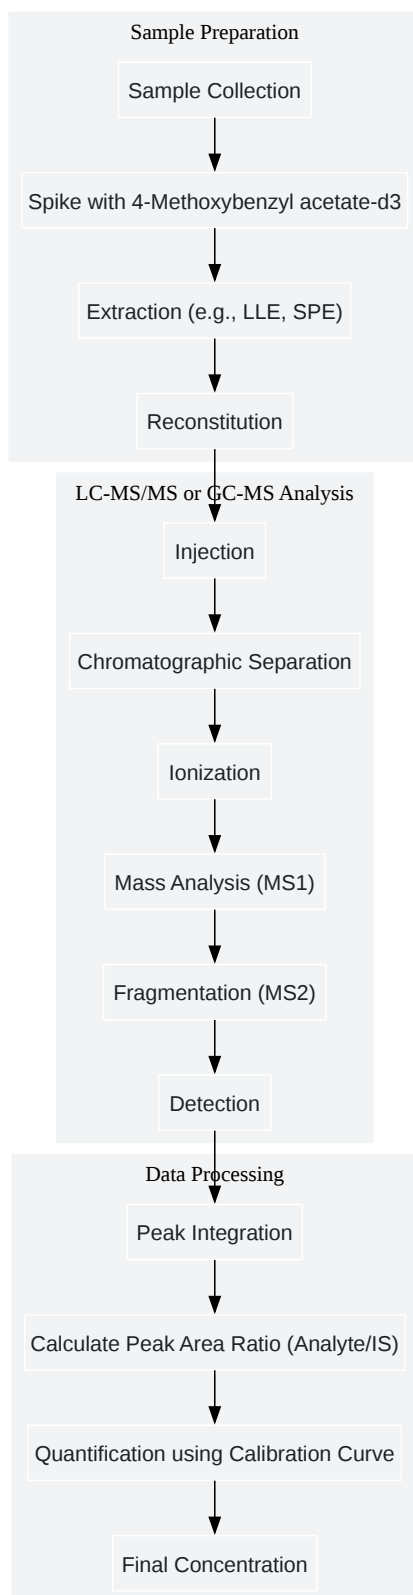 Sample Preparation
Sample Collection
Spike with 4-Methoxybenzyl acetate-d3
Extraction (e.g., LLE, SPE)
Reconstitution
LC-MS/MS or GC-MS Analysis
Injection
Chromatographic Separation
Ionization
Mass Analysis (MS1)
Fragmentation (MS2)
Detection
Data Processing
Peak Integration
Calculate Peak Area Ratio (Analyte/IS)
Quantification using Calibration Curve
Final Concentration